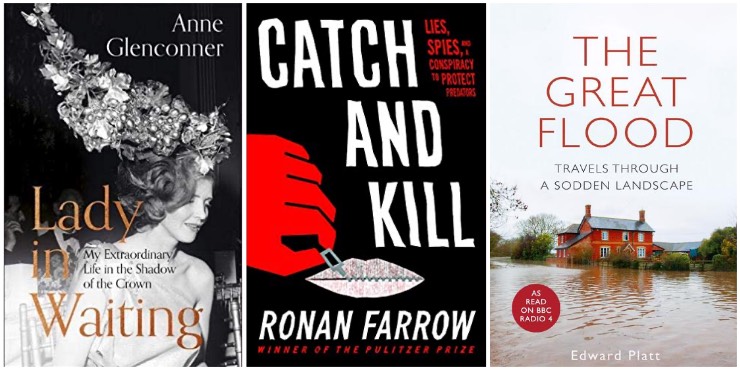 Anne
Glenconner
Lady
in
Waiting
My Extraordinary
Life in the Shadow
of the Crown
CATCH
AND
KILL
LIES,
SPIES, AND A
CONSPIRACY
TO PROTECT
PREDATORS
RONAN FARROW
WINNER OF THE PULITZER PRIZE
THE
GREAT
FLOOD
TRAVELS THROUGH
A SODDEN LANDSCAPE
AS
READ
ON BBC
RADIO 4
Edward Platt